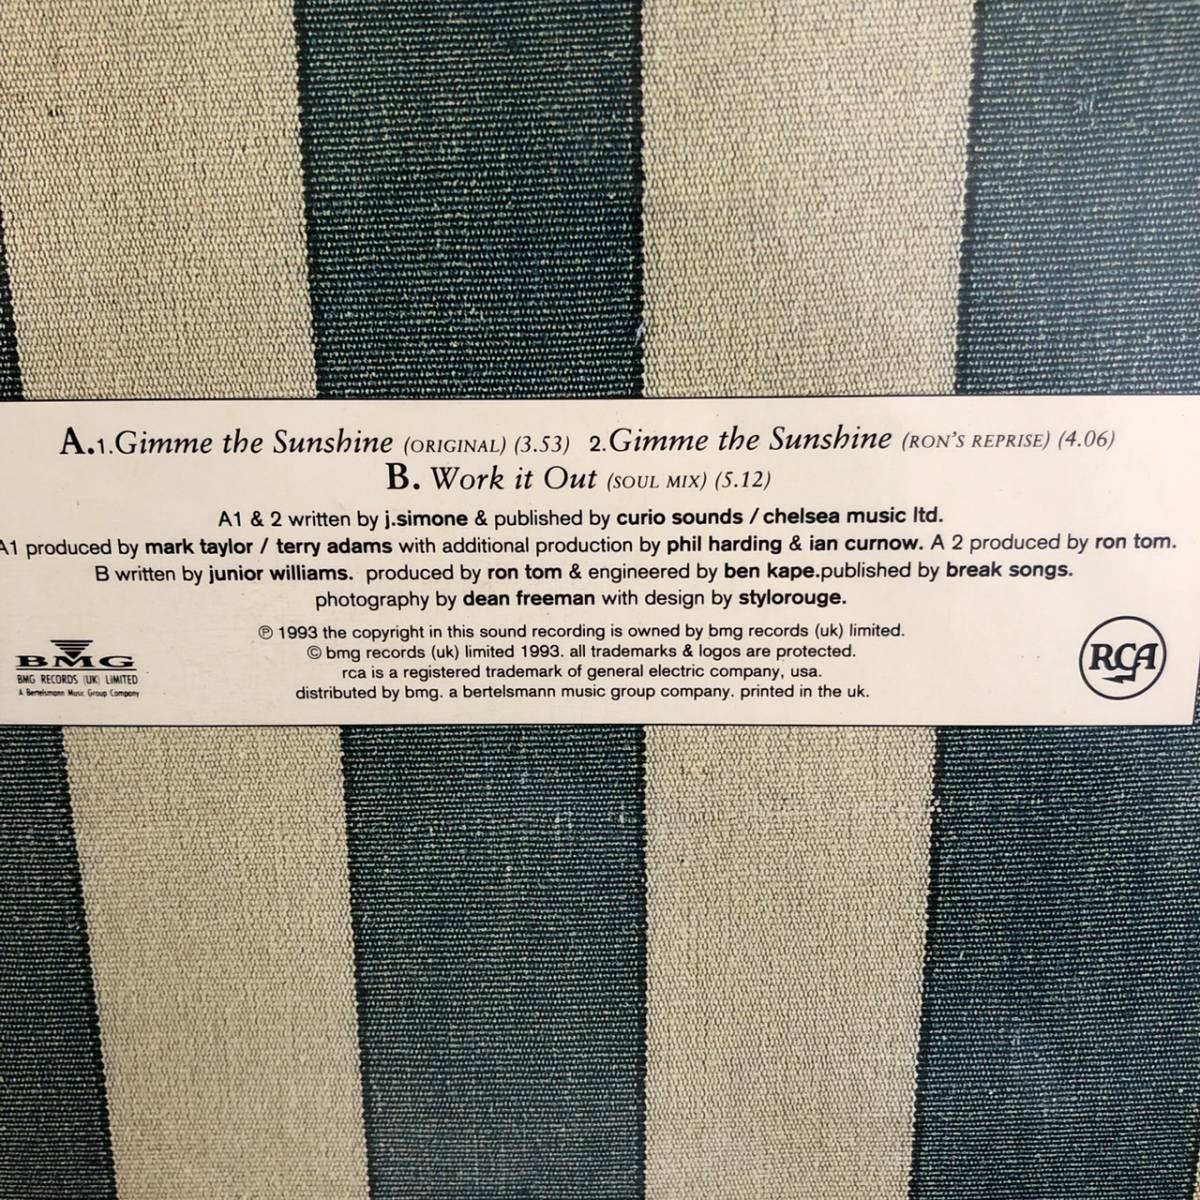 A.1.Gimme the Sunshine (ORIGINAL) (3.53) 2.Gimme the Sunshine (RON'S REPRISE) (4.06)
B. Work it Out (SOUL MIX) (5.12)
A1 & 2 written by j.simone & published by curio sounds / chelsea music ltd.
A1 produced by mark taylor / terry adams with additional production by phil harding & ian curnow. A 2 produced by ron tom.
B written by junior williams. produced by ron tom & engineered by ben kape.published by break songs.
photography by dean freeman with design by stylorouge.
℗ 1993 the copyright in this sound recording is owned by bmg records (uk) limited.
© bmg records (uk) limited 1993. all trademarks & logos are protected.
rca is a registered trademark of general electric company, usa.
distributed by bmg. a bertelsmann music group company. printed in the uk.
BMG
BMG RECORDS (UK) LIMITED
A Bertelsmann Music Group Company
RCA